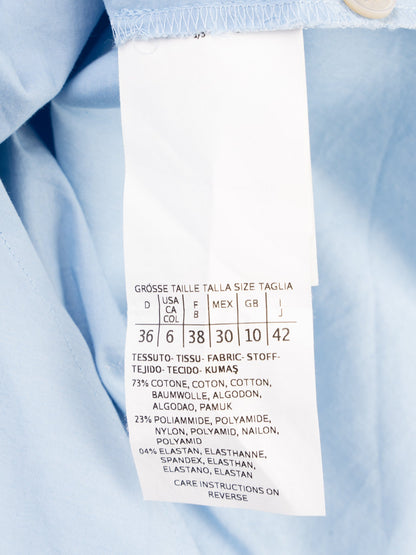 1/3
GRÖSSE TAILLE TALLA SIZE TAGLIA
D USA CA COL F B MEX GB I J
36 6 38 30 10 42
TESSUTO- TISSU- FABRIC- STOFF-
TEJIDO- TECIDO- KUMAŞ
73% COTONE, COTON, COTTON,
BAUMWOLLE, ALGODON,
ALGODAO, PAMUK
23% POLIAMMIDE, POLYAMIDE,
NYLON, POLYAMID, NAILON,
POLYAMID
04% ELASTAN, ELASTHANNE,
SPANDEX, ELASTHAN,
ELASTANO, ELASTAN
CARE INSTRUCTIONS ON
REVERSE